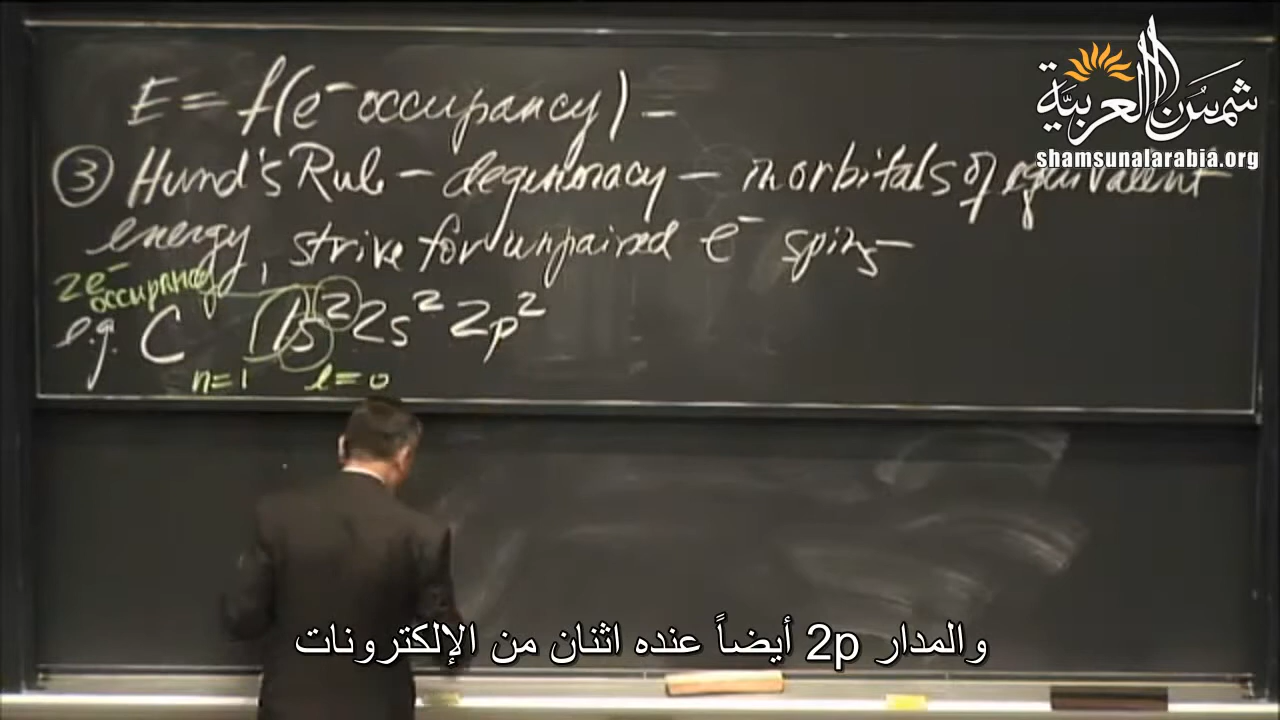 E = f(e⁻ occupancy) –
③ Hund's Rule – degeneracy – in orbitals of equivalent
energy, strive for unpaired e⁻ spins –
2e⁻ occupancy
e.g. C 1s² 2s² 2p²
n=1 l=0
شمس العربية
shamsunalarabia.org
والمدار 2p أيضاً عنده اثنان من الإلكترونات